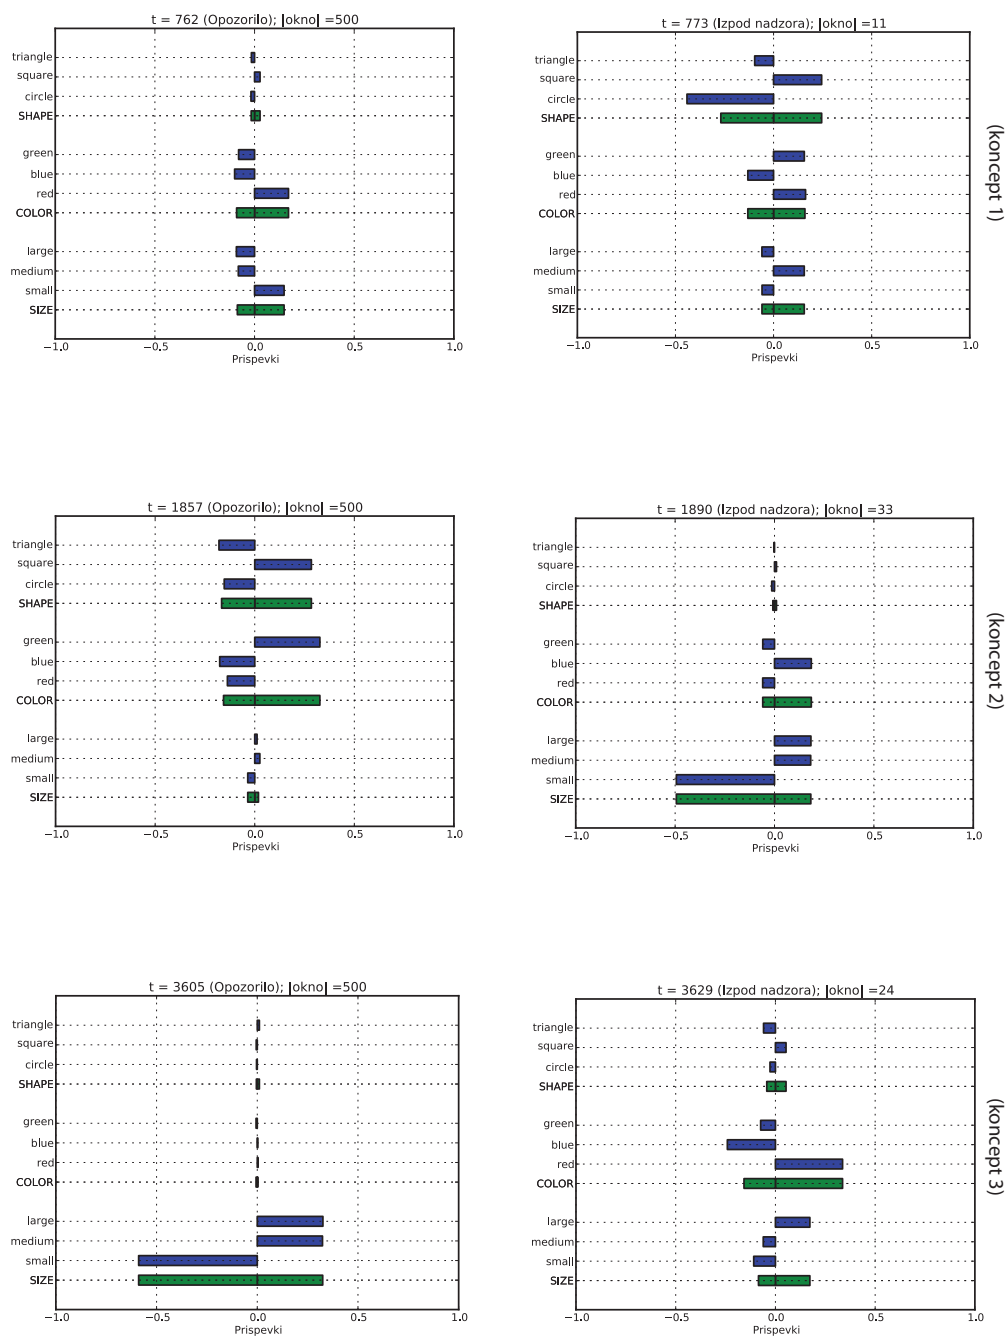 t = 762 (Opozorilo); |okno| =500
triangle
square
circle
SHAPE
green
blue
red
COLOR
large
medium
small
SIZE
−1.0 −0.5 0.0 0.5 1.0
Prispevki
t = 773 (Izpod nadzora); |okno| =11
triangle
square
circle
SHAPE
green
blue
red
COLOR
large
medium
small
SIZE
−1.0 −0.5 0.0 0.5 1.0
Prispevki
(koncept 1)
t = 1857 (Opozorilo); |okno| =500
triangle
square
circle
SHAPE
green
blue
red
COLOR
large
medium
small
SIZE
−1.0 −0.5 0.0 0.5 1.0
Prispevki
t = 1890 (Izpod nadzora); |okno| =33
triangle
square
circle
SHAPE
green
blue
red
COLOR
large
medium
small
SIZE
−1.0 −0.5 0.0 0.5 1.0
Prispevki
(koncept 2)
t = 3605 (Opozorilo); |okno| =500
triangle
square
circle
SHAPE
green
blue
red
COLOR
large
medium
small
SIZE
−1.0 −0.5 0.0 0.5 1.0
Prispevki
t = 3629 (Izpod nadzora); |okno| =24
triangle
square
circle
SHAPE
green
blue
red
COLOR
large
medium
small
SIZE
−1.0 −0.5 0.0 0.5 1.0
Prispevki
(koncept 3)